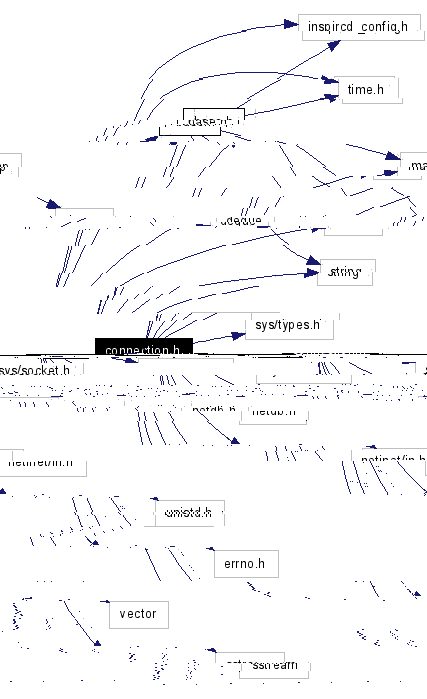 inspircd_config.h
time.h
base.h
deque
string
sys/types.h
connection.h
sys/socket.h
netdb.h
netdb.h
netinet/in.h
netinet/in.h
unistd.h
errno.h
vector
sstream